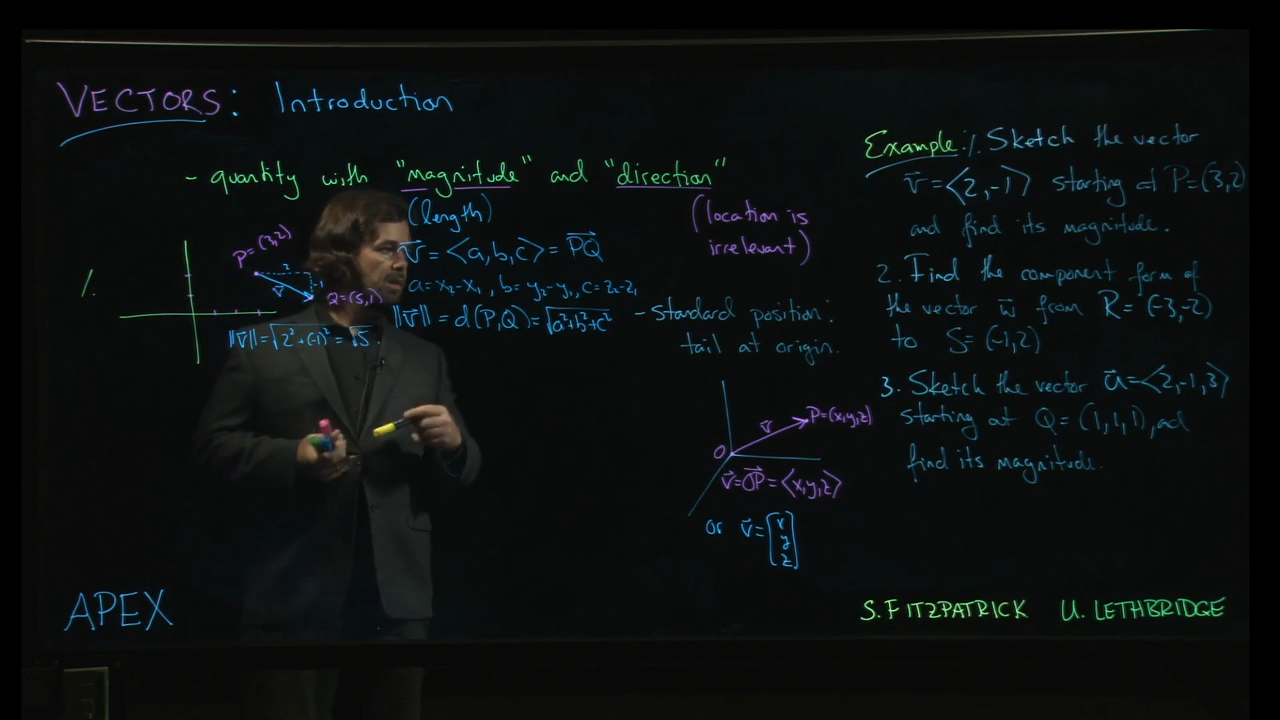 VECTORS: Introduction
- quantity with "magnitude" and "direction"
(length)
(location is
irrelevant)
v⃗ = ⟨a,b,c⟩ = PQ⃗
a = x₂-x₁, b = y₂-y₁, c = z₂-z₁
‖v⃗‖ = d(P,Q) = √a²+b²+c²
1.
P=(3,2)
2
-1
v⃗
Q=(5,1)
‖v⃗‖=√2²+(-1)² = √5.
- Standard position:
tail at origin.
v⃗
P=(x,y,z)
O
v⃗=OP⃗=⟨x,y,z⟩
or v⃗ = [x
y
z]
Example: 1. Sketch the vector
v⃗ = ⟨2,-1⟩ starting at P=(3,2)
and find its magnitude.
2. Find the component form of
the vector w⃗ from R=(-3,-2)
to S=(-1,2)
3. Sketch the vector u⃗=⟨2,-1,3⟩
starting at Q=(1,1,1), and
find its magnitude.
APEX
S. FITZPATRICK U. LETHBRIDGE